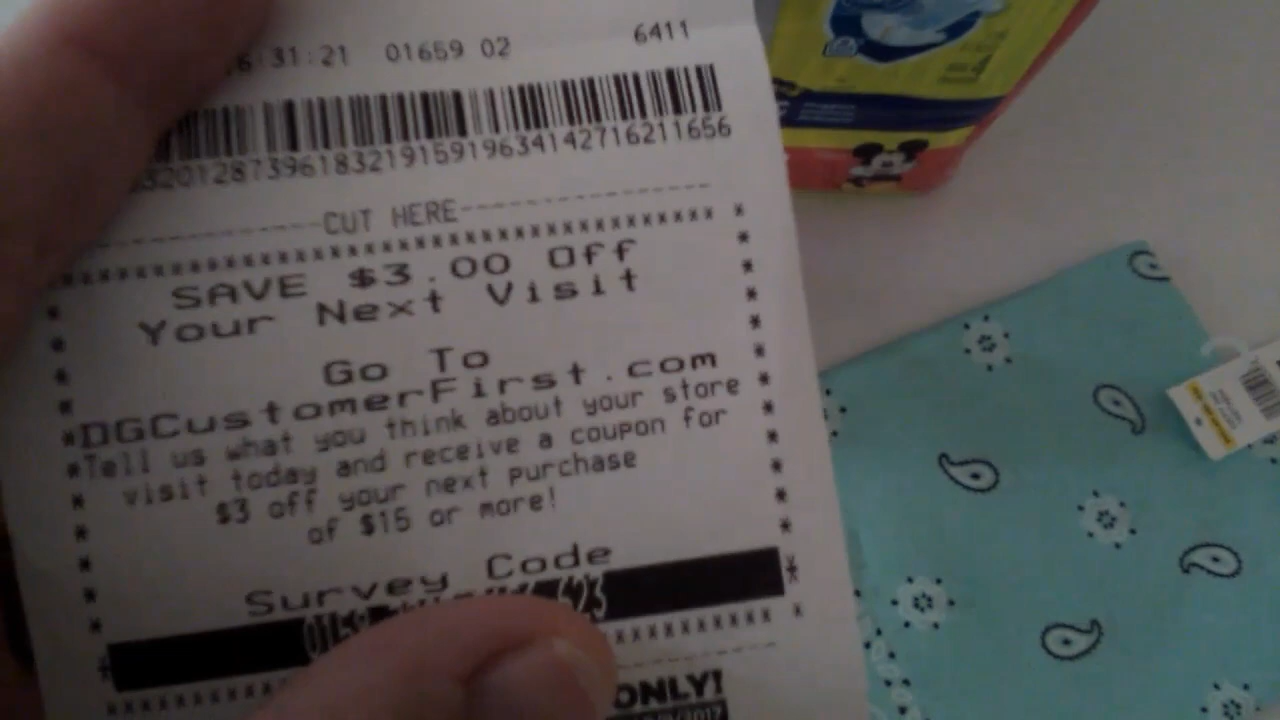 6:31:21 01659 02 6411
320128739618321915919634142716211656
--------------------CUT HERE--------------------
SAVE $3.00 Off
Your Next Visit
Go To
DGCustomerFirst.com
Tell us what you think about your store
visit today and receive a coupon for
$3 off your next purchase
of $15 or more!
Survey Code
ONLY!